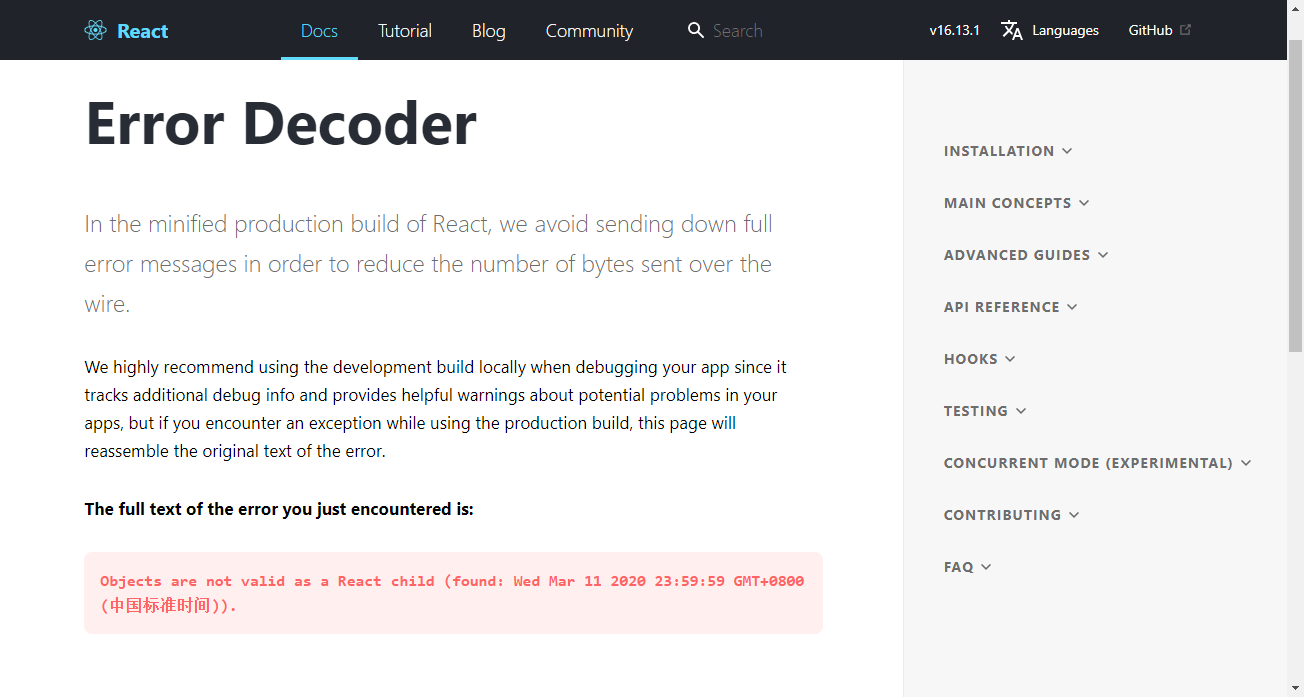 React
Docs
Tutorial
Blog
Community
Search
v16.13.1
Languages
GitHub
Error Decoder
In the minified production build of React, we avoid sending down full
error messages in order to reduce the number of bytes sent over the
wire.
We highly recommend using the development build locally when debugging your app since it
tracks additional debug info and provides helpful warnings about potential problems in your
apps, but if you encounter an exception while using the production build, this page will
reassemble the original text of the error.
The full text of the error you just encountered is:
Objects are not valid as a React child (found: Wed Mar 11 2020 23:59:59 GMT+0800
(中国标准时间)).
INSTALLATION
MAIN CONCEPTS
ADVANCED GUIDES
API REFERENCE
HOOKS
TESTING
CONCURRENT MODE (EXPERIMENTAL)
CONTRIBUTING
FAQ